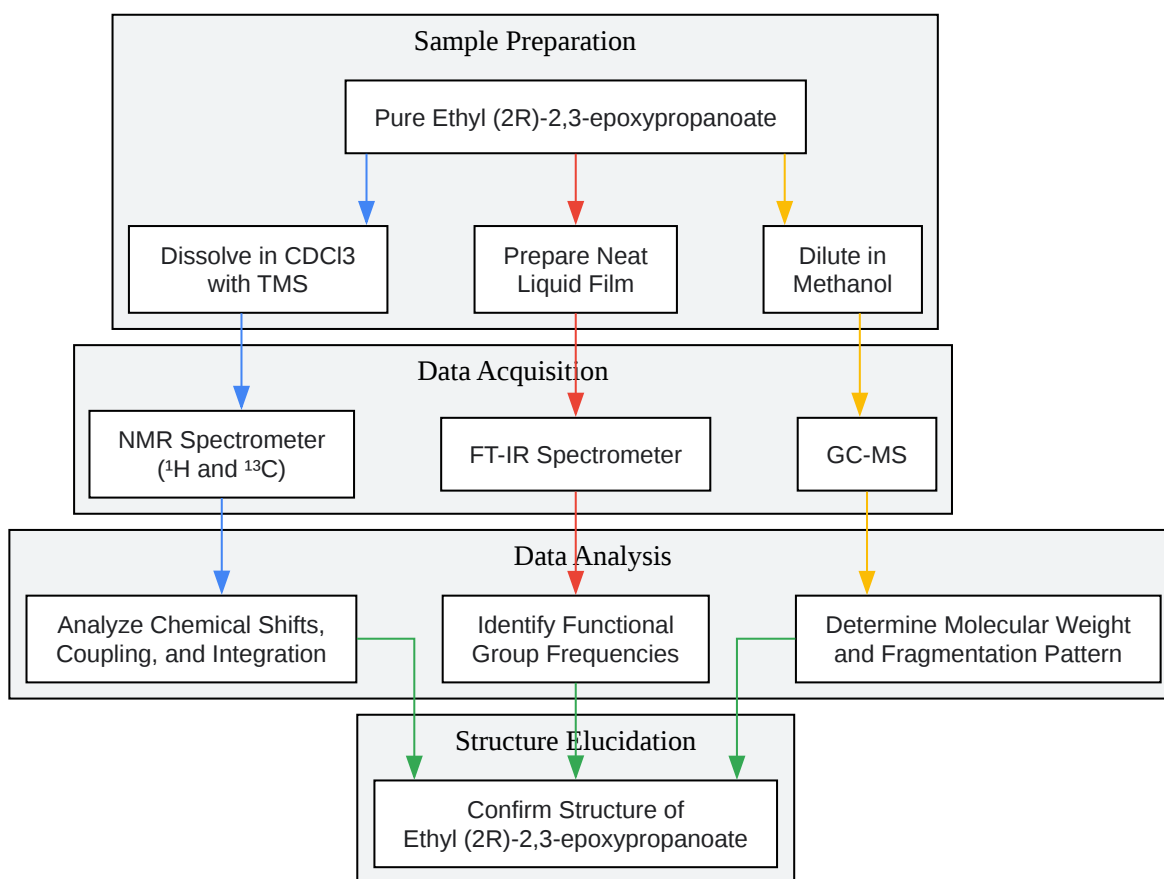 Sample Preparation
Pure Ethyl (2R)-2,3-epoxypropanoate
Dissolve in CDCl3
with TMS
Prepare Neat
Liquid Film
Dilute in
Methanol
Data Acquisition
NMR Spectrometer
(¹H and ¹³C)
FT-IR Spectrometer
GC-MS
Data Analysis
Analyze Chemical Shifts,
Coupling, and Integration
Identify Functional
Group Frequencies
Determine Molecular Weight
and Fragmentation Pattern
Structure Elucidation
Confirm Structure of
Ethyl (2R)-2,3-epoxypropanoate